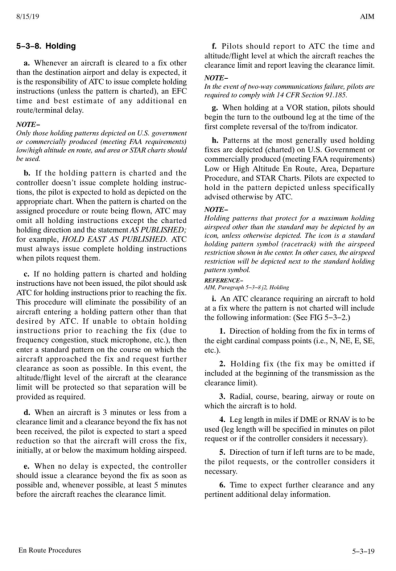 8/15/19
AIM
5−3−8. Holding
a. Whenever an aircraft is cleared to a fix other
than the destination airport and delay is expected, it
is the responsibility of ATC to issue complete holding
instructions (unless the pattern is charted), an EFC
time and best estimate of any additional en
route/terminal delay.
NOTE−
Only those holding patterns depicted on U.S. government
or commercially produced (meeting FAA requirements)
low/high altitude en route, and area or STAR charts should
be used.
b. If the holding pattern is charted and the
controller doesn't issue complete holding instruc-
tions, the pilot is expected to hold as depicted on the
appropriate chart. When the pattern is charted on the
assigned procedure or route being flown, ATC may
omit all holding instructions except the charted
holding direction and the statement AS PUBLISHED;
for example, HOLD EAST AS PUBLISHED. ATC
must always issue complete holding instructions
when pilots request them.
c. If no holding pattern is charted and holding
instructions have not been issued, the pilot should ask
ATC for holding instructions prior to reaching the fix.
This procedure will eliminate the possibility of an
aircraft entering a holding pattern other than that
desired by ATC. If unable to obtain holding
instructions prior to reaching the fix (due to
frequency congestion, stuck microphone, etc.), then
enter a standard pattern on the course on which the
aircraft approached the fix and request further
clearance as soon as possible. In this event, the
altitude/flight level of the aircraft at the clearance
limit will be protected so that separation will be
provided as required.
d. When an aircraft is 3 minutes or less from a
clearance limit and a clearance beyond the fix has not
been received, the pilot is expected to start a speed
reduction so that the aircraft will cross the fix,
initially, at or below the maximum holding airspeed.
e. When no delay is expected, the controller
should issue a clearance beyond the fix as soon as
possible and, whenever possible, at least 5 minutes
before the aircraft reaches the clearance limit.
f. Pilots should report to ATC the time and
altitude/flight level at which the aircraft reaches the
clearance limit and report leaving the clearance limit.
NOTE−
In the event of two-way communications failure, pilots are
required to comply with 14 CFR Section 91.185.
g. When holding at a VOR station, pilots should
begin the turn to the outbound leg at the time of the
first complete reversal of the to/from indicator.
h. Patterns at the most generally used holding
fixes are depicted (charted) on U.S. Government or
commercially produced (meeting FAA requirements)
Low or High Altitude En Route, Area, Departure
Procedure, and STAR Charts. Pilots are expected to
hold in the pattern depicted unless specifically
advised otherwise by ATC.
NOTE−
Holding patterns that protect for a maximum holding
airspeed other than the standard may be depicted by an
icon, unless otherwise depicted. The icon is a standard
holding pattern symbol (racetrack) with the airspeed
restriction shown in the center. In other cases, the airspeed
restriction will be depicted next to the standard holding
pattern symbol.
REFERENCE−
AIM, Paragraph 5−3−8 j2, Holding
i. An ATC clearance requiring an aircraft to hold
at a fix where the pattern is not charted will include
the following information: (See FIG 5−3−2.)
1. Direction of holding from the fix in terms of
the eight cardinal compass points (i.e., N, NE, E, SE,
etc.).
2. Holding fix (the fix may be omitted if
included at the beginning of the transmission as the
clearance limit).
3. Radial, course, bearing, airway or route on
which the aircraft is to hold.
4. Leg length in miles if DME or RNAV is to be
used (leg length will be specified in minutes on pilot
request or if the controller considers it necessary).
5. Direction of turn if left turns are to be made,
the pilot requests, or the controller considers it
necessary.
6. Time to expect further clearance and any
pertinent additional delay information.
En Route Procedures
5−3−19